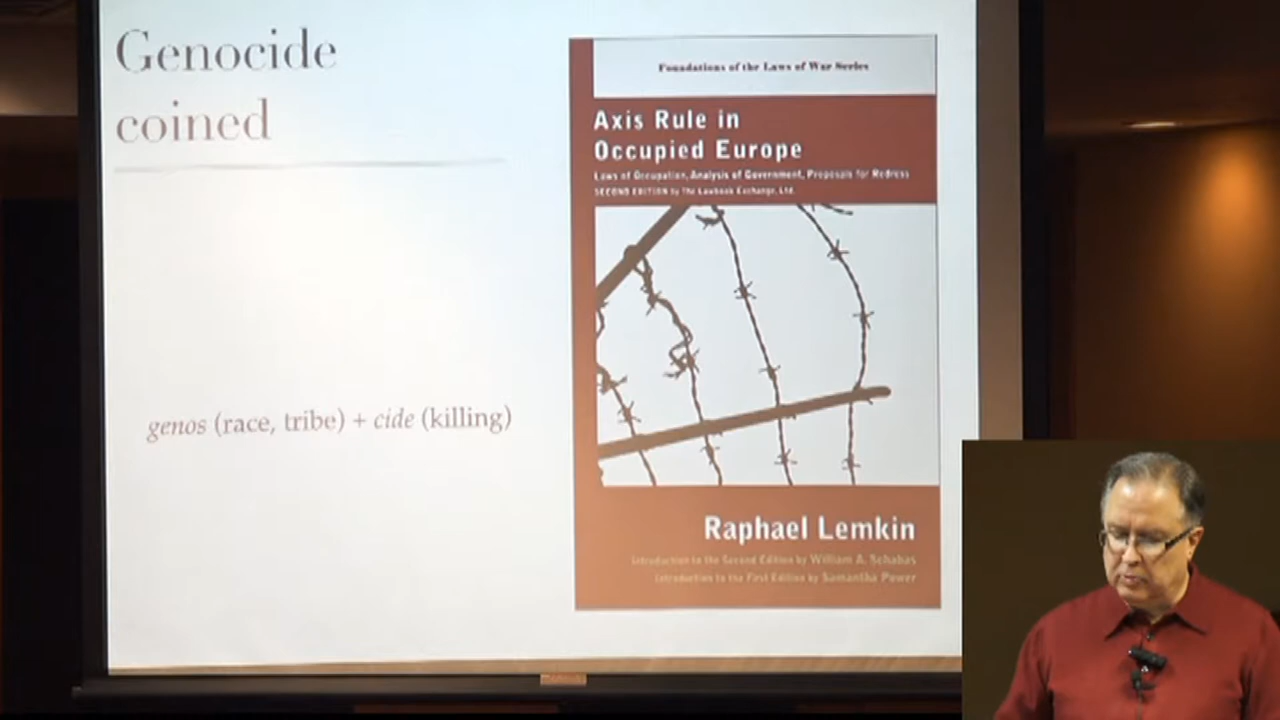 Genocide
coined
genos (race, tribe) + cide (killing)
Foundations of the Laws of War Series
Axis Rule in
Occupied Europe
Laws of Occupation, Analysis of Government, Proposals for Redress
SECOND EDITION by The Lawbook Exchange, Ltd.
Raphael Lemkin
Introduction to the Second Edition by William A. Schabas
Introduction to the First Edition by Samantha Power